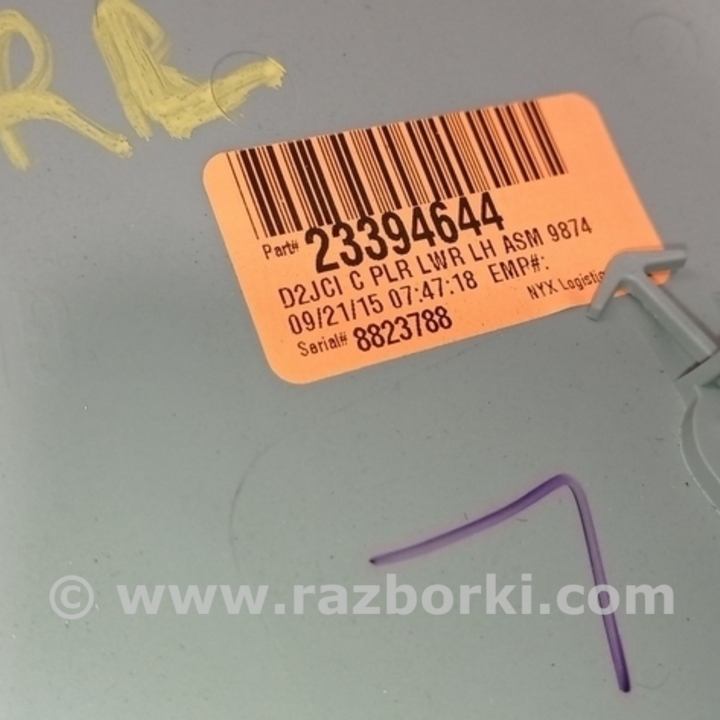 RR
Part# 23394644
D2JCI C PLR LWR LH ASM 9874
09/21/15 07:47:18 EMP#:
NYX Logistic
Serial# 8823788
© www.razborki.com